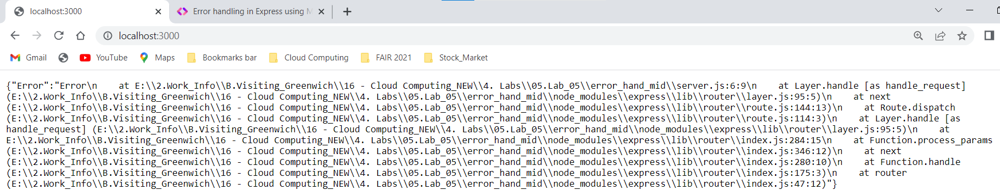 localhost:3000
Error handling in Express using M
localhost:3000
Gmail YouTube Maps Bookmarks bar Cloud Computing FAIR 2021 Stock_Market
{"Error":"Error\n    at E:\\2.Work_Info\\B.Visiting_Greenwich\\16 - Cloud Computing_NEW\\4. Labs\\05.Lab_05\\error_hand_mid\\server.js:6:9\n    at Layer.handle [as handle_request]
(E:\\2.Work_Info\\B.Visiting_Greenwich\\16 - Cloud Computing_NEW\\4. Labs\\05.Lab_05\\error_hand_mid\\node_modules\\express\\lib\\router\\layer.js:95:5)\n    at next
(E:\\2.Work_Info\\B.Visiting_Greenwich\\16 - Cloud Computing_NEW\\4. Labs\\05.Lab_05\\error_hand_mid\\node_modules\\express\\lib\\router\\route.js:144:13)\n    at Route.dispatch
(E:\\2.Work_Info\\B.Visiting_Greenwich\\16 - Cloud Computing_NEW\\4. Labs\\05.Lab_05\\error_hand_mid\\node_modules\\express\\lib\\router\\route.js:114:3)\n    at Layer.handle [as
handle_request] (E:\\2.Work_Info\\B.Visiting_Greenwich\\16 - Cloud Computing_NEW\\4. Labs\\05.Lab_05\\error_hand_mid\\node_modules\\express\\lib\\router\\layer.js:95:5)\n    at
E:\\2.Work_Info\\B.Visiting_Greenwich\\16 - Cloud Computing_NEW\\4. Labs\\05.Lab_05\\error_hand_mid\\node_modules\\express\\lib\\router\\index.js:284:15\n    at Function.process_params
(E:\\2.Work_Info\\B.Visiting_Greenwich\\16 - Cloud Computing_NEW\\4. Labs\\05.Lab_05\\error_hand_mid\\node_modules\\express\\lib\\router\\index.js:346:12)\n    at next
(E:\\2.Work_Info\\B.Visiting_Greenwich\\16 - Cloud Computing_NEW\\4. Labs\\05.Lab_05\\error_hand_mid\\node_modules\\express\\lib\\router\\index.js:280:10)\n    at Function.handle
(E:\\2.Work_Info\\B.Visiting_Greenwich\\16 - Cloud Computing_NEW\\4. Labs\\05.Lab_05\\error_hand_mid\\node_modules\\express\\lib\\router\\index.js:175:3)\n    at router
(E:\\2.Work_Info\\B.Visiting_Greenwich\\16 - Cloud Computing_NEW\\4. Labs\\05.Lab_05\\error_hand_mid\\node_modules\\express\\lib\\router\\index.js:47:12)"}